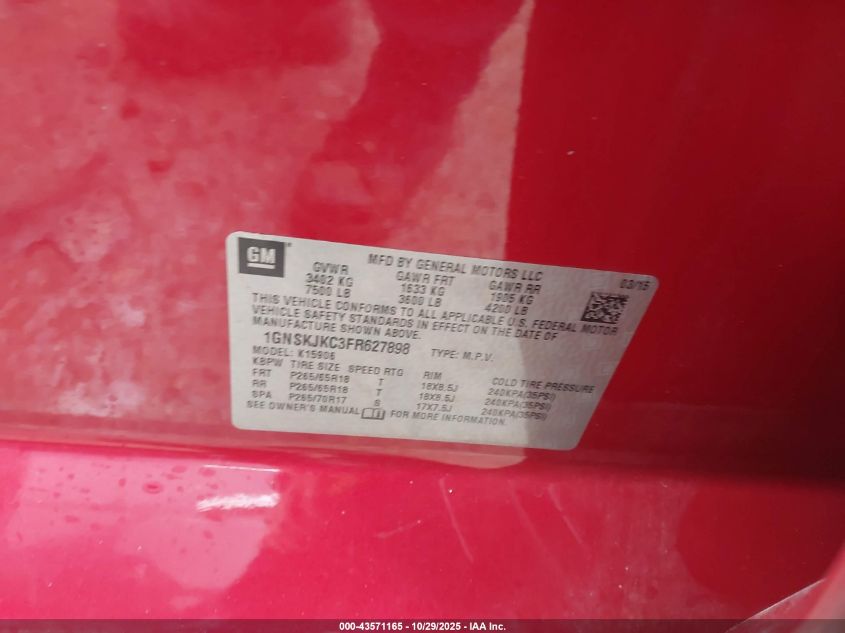 GM
MFD BY GENERAL MOTORS LLC
03/15
GVWR GAWR FRT GAWR RR
3402 KG 1633 KG 1905 KG
7500 LB 3600 LB 4200 LB
THIS VEHICLE CONFORMS TO ALL APPLICABLE U.S. FEDERAL MOTOR
VEHICLE SAFETY STANDARDS IN EFFECT ON THE DATE OF
MANUFACTURE SHOWN ABOVE.
1GNSKJKC3FR627898 TYPE: M.P.V.
MODEL: K15906
KBPW TIRE SIZE SPEED RTG RIM COLD TIRE PRESSURE
FRT P265/65R18 T 18X8.5J 240KPA(35PSI)
RR P265/65R18 T 18X8.5J 240KPA(35PSI)
SPA P265/70R17 S 17X7.5J 240KPA(35PSI)
SEE OWNER'S MANUAL FOR MORE INFORMATION.
000-43571165 - 10/29/2025 - IAA Inc.